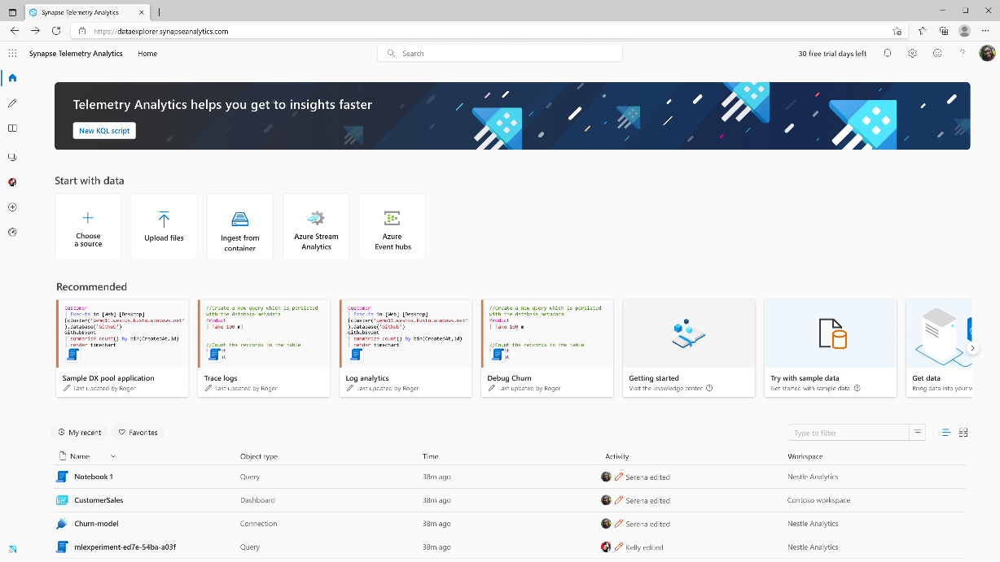 Synapse Telemetry Analytics
https://dataexplorer.synapseanalytics.com
Synapse Telemetry Analytics
Home
Search
30 free trial days left
Telemetry Analytics helps you get to insights faster
New KQL script
Start with data
Choose
a source
Upload files
Ingest from
container
Azure Stream
Analytics
Azure
Event hubs
Recommended
Customer
| Execute in [Web] [Desktop]
[cluster('demo11.westus.kusto.windows.net'
).database('Github')
GithubEvent
| summarize count() by bin(CreatedAt,1d)
| render timechart
Sample DX pool application
Last updated by Roger
//Create a new query which is persisted
with the database metadata
Product
| Take 100 m|
//Count the reccords in the table
Trace logs
Last updated by Roger
Customer
| Execute in [Web] [Desktop]
[cluster('demo11.westus.kusto.windows.net'
).database('Github')
GithubEvent
| summarize count() by bin(CreatedAt,1d)
| render timechart
Log analytics
Last updated by Roger
//Create a new query which is persisted
with the database metadata
Product
| Take 100 m
//Count the reccords in the table
Debug Churn
Last updated by Roger
Getting started
Visit the knowledge center
Try with sample data
Get started with sample data
Get data
Bring data into your w
My recent
Favorites
Type to filter
Name
Object type
Time
Activity
Workspace
Notebook 1
Query
38m ago
Serena edited
Nestle Analytics
CustomerSales
Dashboard
38m ago
Serena edited
Contoso workspace
Churn-model
Connection
38m ago
Serena edited
Nestle Analytics
mlexperiment-ed7e-54ba-a03f
Query
38m ago
Kelly edited
Nestle Analytics